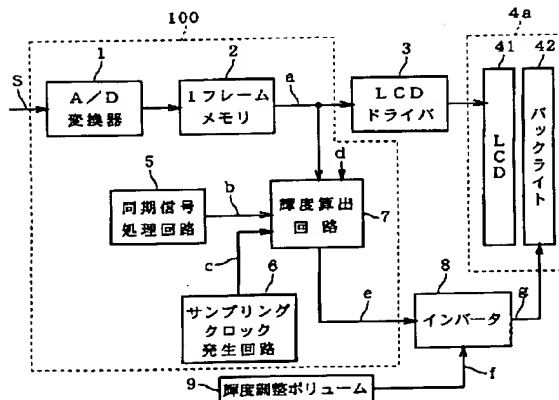 100
4a
1
2
3
41
42
S
A/D
変換器
1フレーム
メモリ
a
LCD
ドライバ
LCD
バックライト
d
5
同期信号
処理回路
b
輝度算出
回路
7
c
6
サンプリング
クロック
発生回路
e
8
インバータ
g
9
輝度調整ボリューム
f